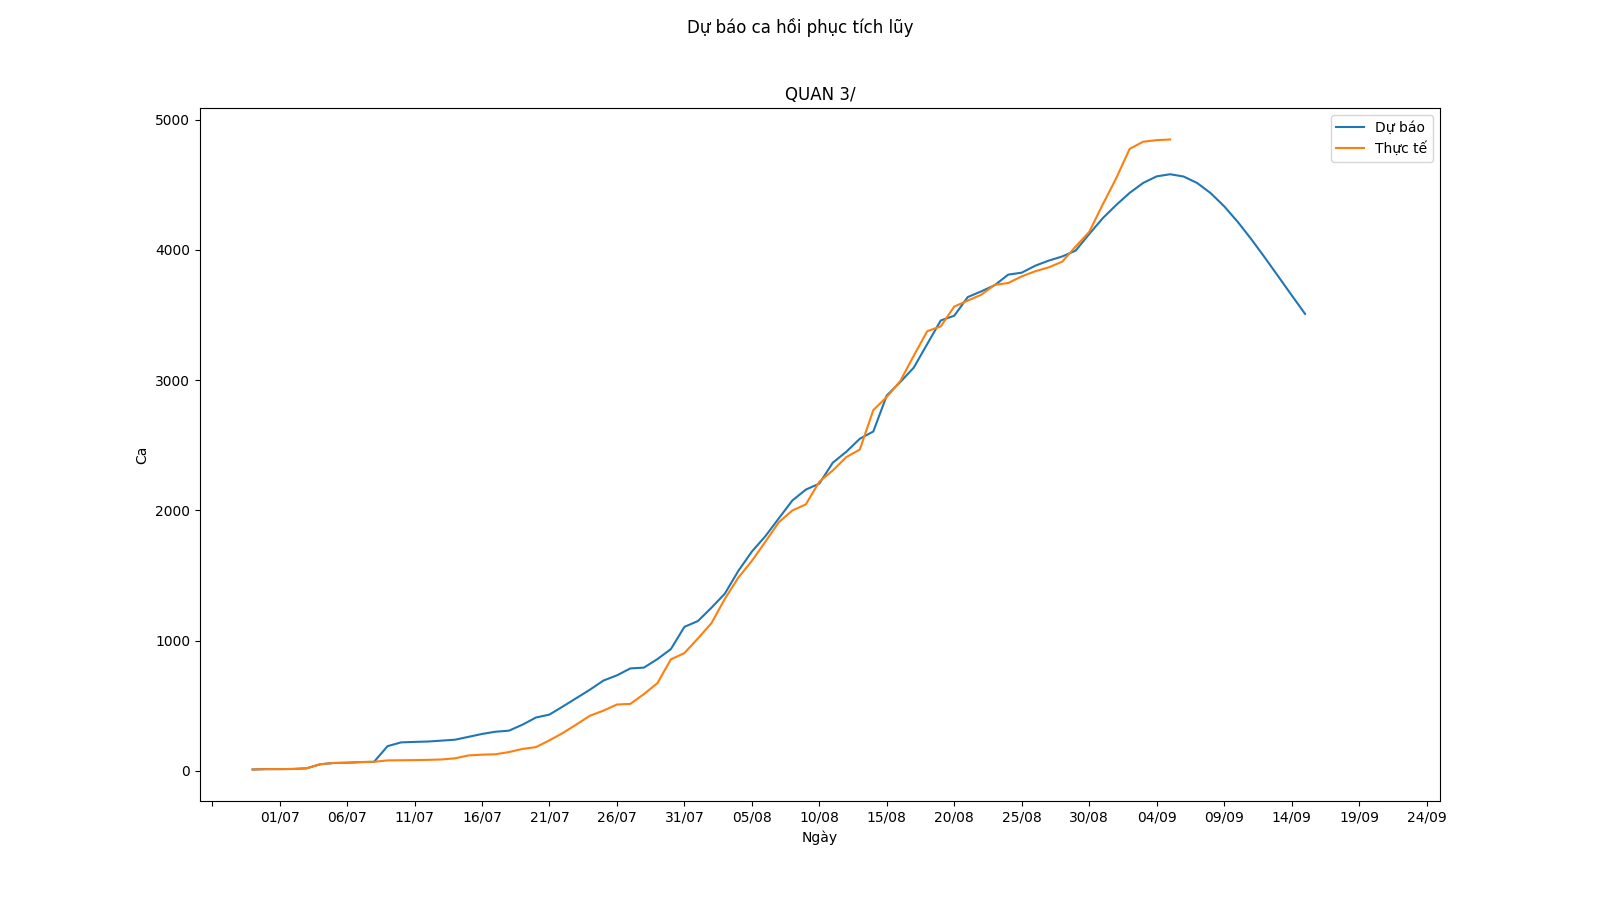 Dự báo ca hồi phục tích lũy
QUAN 3/
Dự báo
Thực tế
5000
4000
3000
2000
1000
0
Ca
01/07 06/07 11/07 16/07 21/07 26/07 31/07 05/08 10/08 15/08 20/08 25/08 30/08 04/09 09/09 14/09 19/09 24/09
Ngày